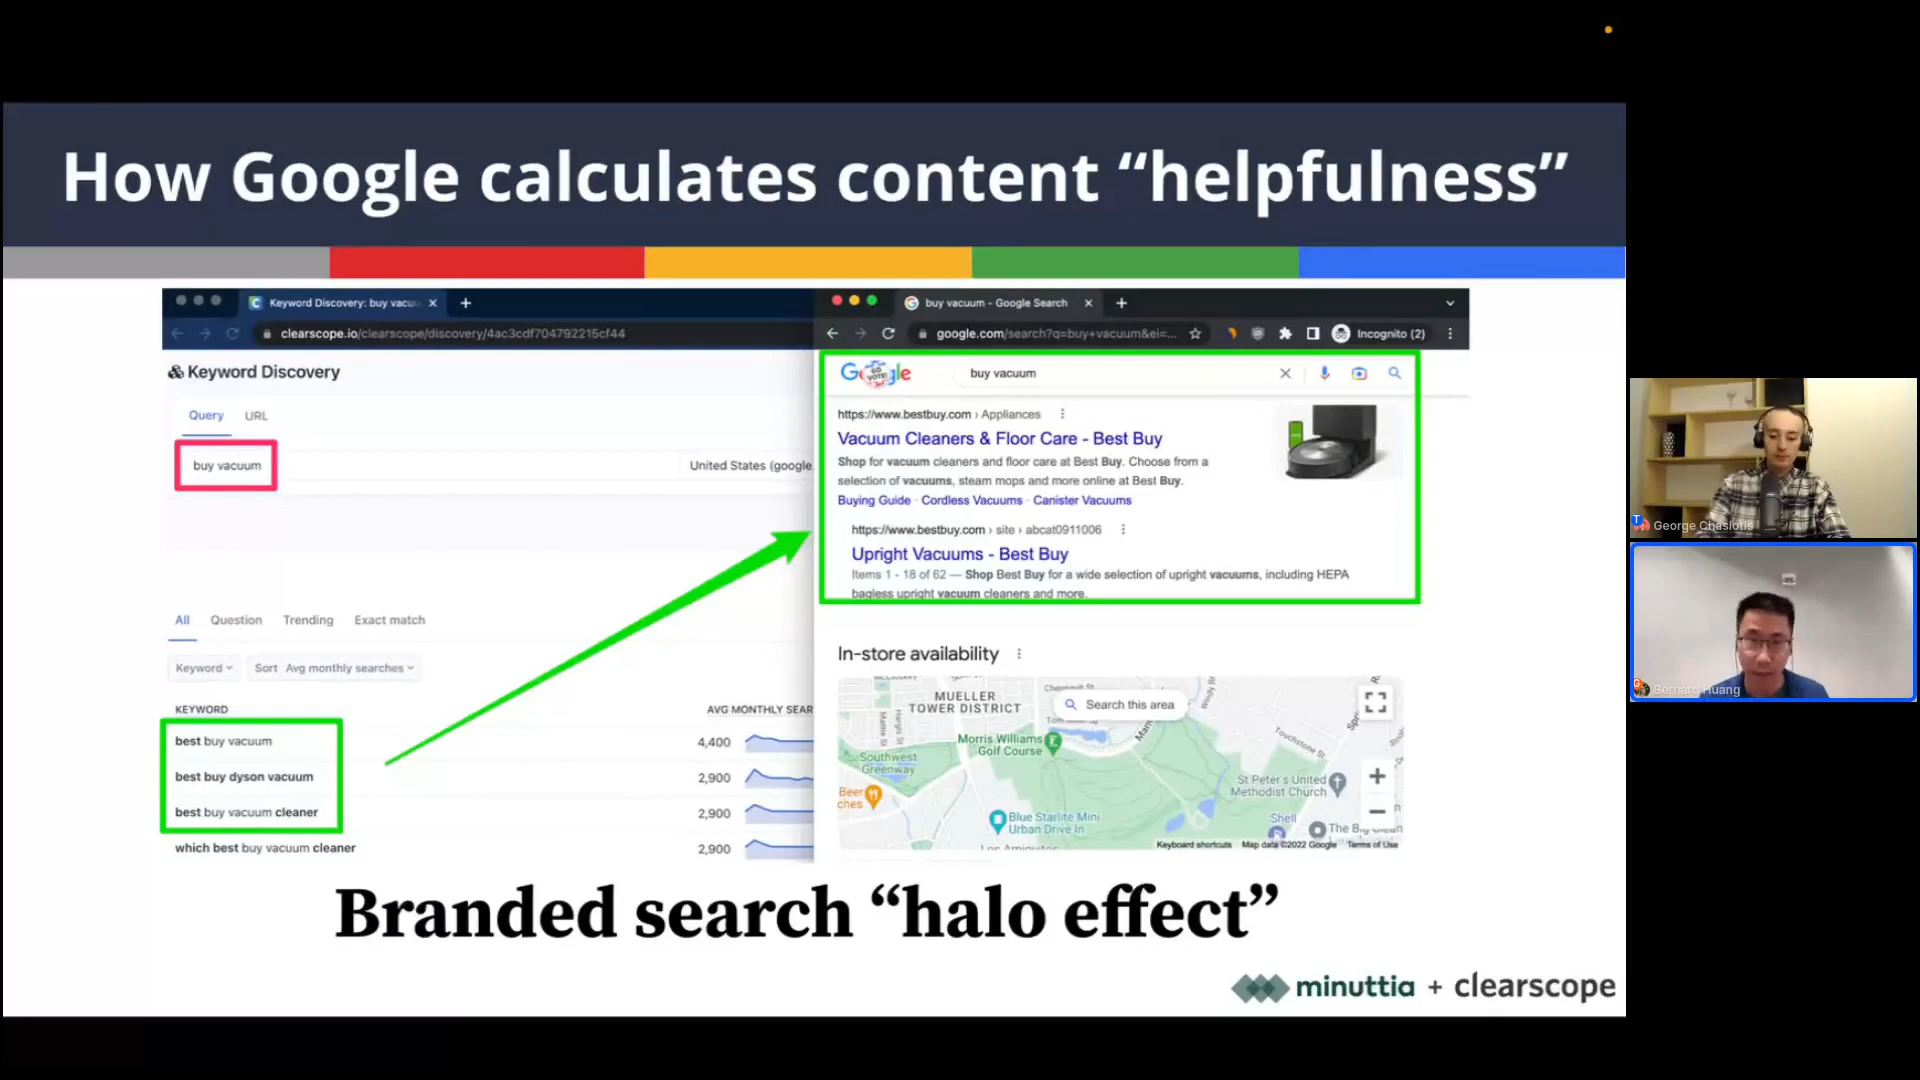 How Google calculates content “helpfulness”
Keyword Discovery: buy vacuu
clearscope.io/clearscope/discovery/4ac3cdf704792215cf44
Keyword Discovery
Query URL
buy vacuum
United States (google.
All Question Trending Exact match
Keyword Sort Avg monthly searches
KEYWORD AVG MONTHLY SEAR
best buy vacuum 4,400
best buy dyson vacuum 2,900
best buy vacuum cleaner 2,900
which best buy vacuum cleaner 2,900
buy vacuum - Google Search
google.com/search?q=buy+vacuum&ei=...
Incognito (2)
Google
GO VOTE!
buy vacuum
https://www.bestbuy.com › Appliances
Vacuum Cleaners & Floor Care - Best Buy
Shop for vacuum cleaners and floor care at Best Buy. Choose from a
selection of vacuums, steam mops and more online at Best Buy.
Buying Guide · Cordless Vacuums · Canister Vacuums
https://www.bestbuy.com › site › abcat0911006
Upright Vacuums - Best Buy
Items 1 - 18 of 62 — Shop Best Buy for a wide selection of upright vacuums, including HEPA
bagless upright vacuum cleaners and more.
In-store availability
MUELLER
TOWER DISTRICT
Search this area
Morris Williams
Golf Course
Southwest
Greenway
Touchstone St
St Peter's United
Methodist Church
Beer
ches
Blue Starlite Mini
Urban Drive In
Shell
Keyboard shortcuts Map data ©2022 Google Terms of Use
Branded search “halo effect”
minuttia + clearscope
George Chasiotis
Bernard Huang